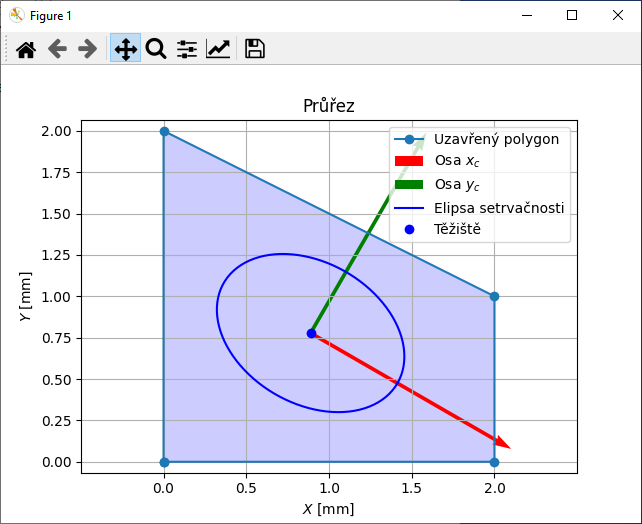 Figure 1
Průřez
Uzavřený polygon
Osa x_c
Osa y_c
Elipsa setrvačnosti
Těžiště
2.00
1.75
1.50
1.25
1.00
0.75
0.50
0.25
0.00
Y [mm]
0.0 0.5 1.0 1.5 2.0
X [mm]